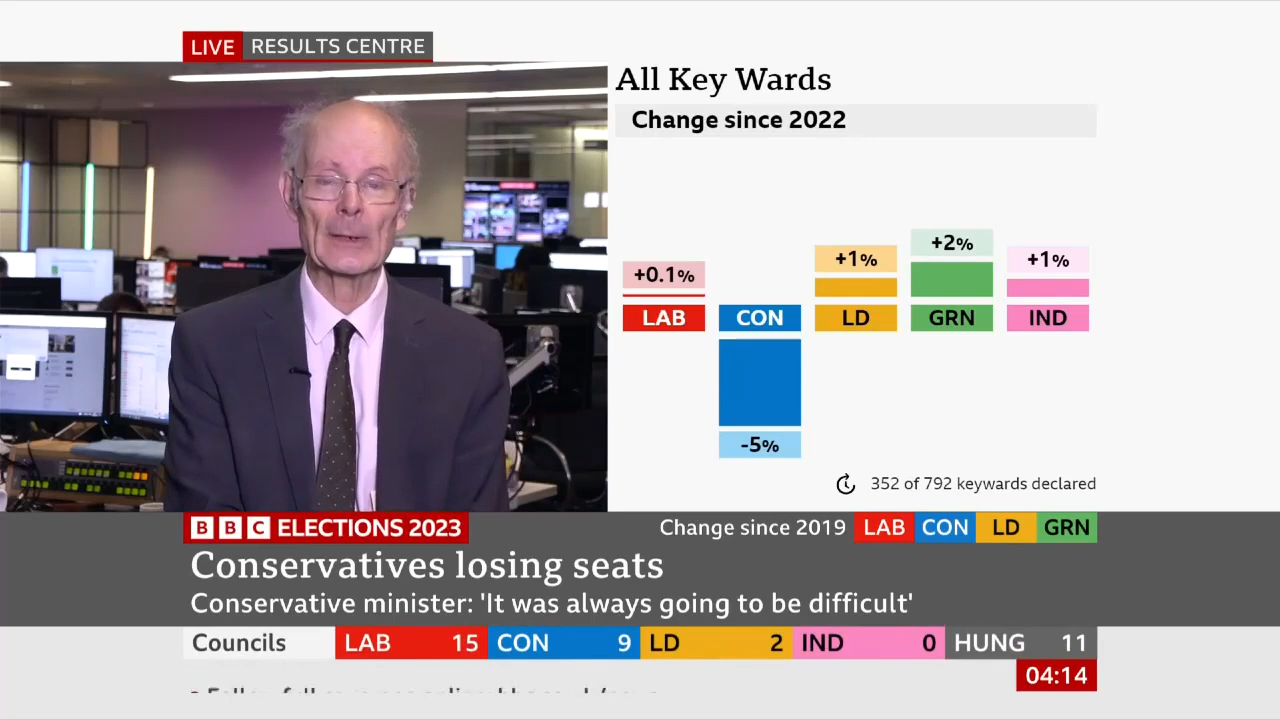 LIVE RESULTS CENTRE
All Key Wards
Change since 2022
+0.1% +1% +2% +1%
LAB CON LD GRN IND
-5%
352 of 792 keywards declared
BBC ELECTIONS 2023 Change since 2019 LAB CON LD GRN
Conservatives losing seats
Conservative minister: 'It was always going to be difficult'
Councils LAB 15 CON 9 LD 2 IND 0 HUNG 11
04:14